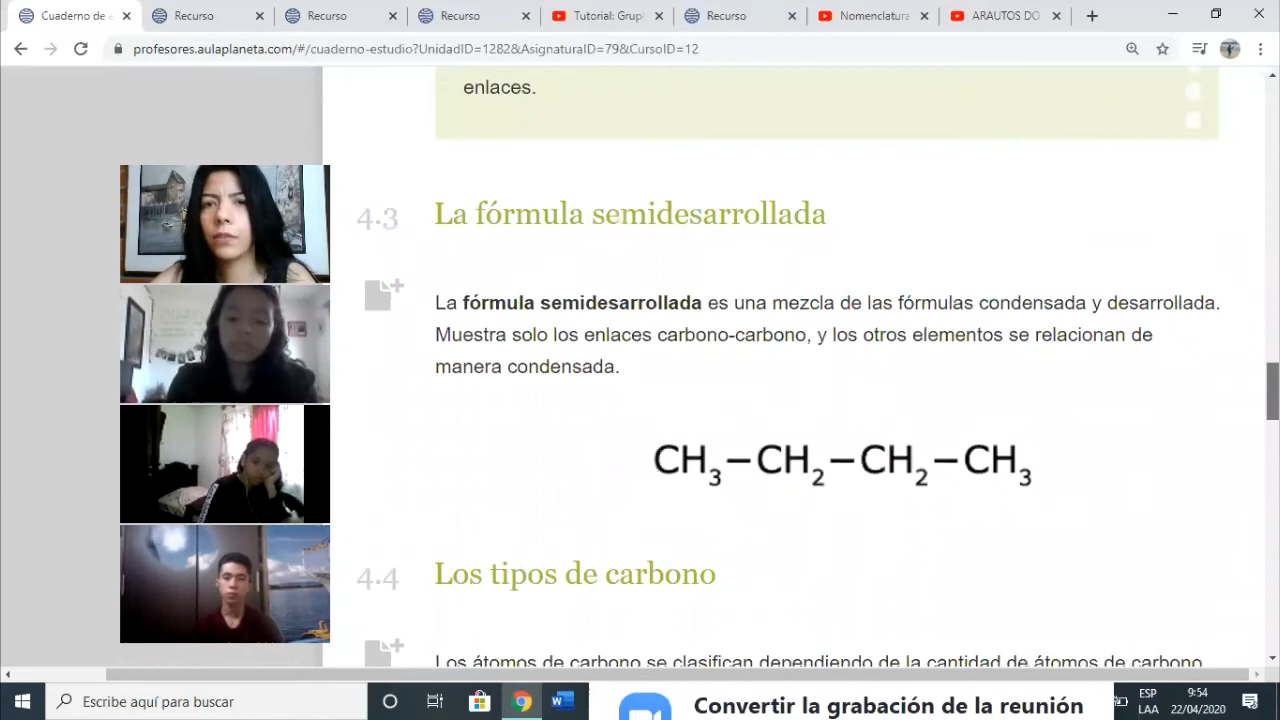 Cuaderno de e
Recurso
Recurso
Recurso
Tutorial: Grup
Recurso
Nomenclatura
ARAUTOS DO
profesores.aulaplaneta.com/#/cuaderno-estudio?UnidadID=1282&AsignaturaID=79&CursoID=12
enlaces.
4.3 La fórmula semidesarrollada
La fórmula semidesarrollada es una mezcla de las fórmulas condensada y desarrollada.
Muestra solo los enlaces carbono-carbono, y los otros elementos se relacionan de
manera condensada.
CH₃–CH₂–CH₂–CH₃
4.4 Los tipos de carbono
Los átomos de carbono se clasifican dependiendo de la cantidad de átomos de carbono
Escribe aquí para buscar
Convertir la grabación de la reunión
ESP
LAA
9:54
22/04/2020